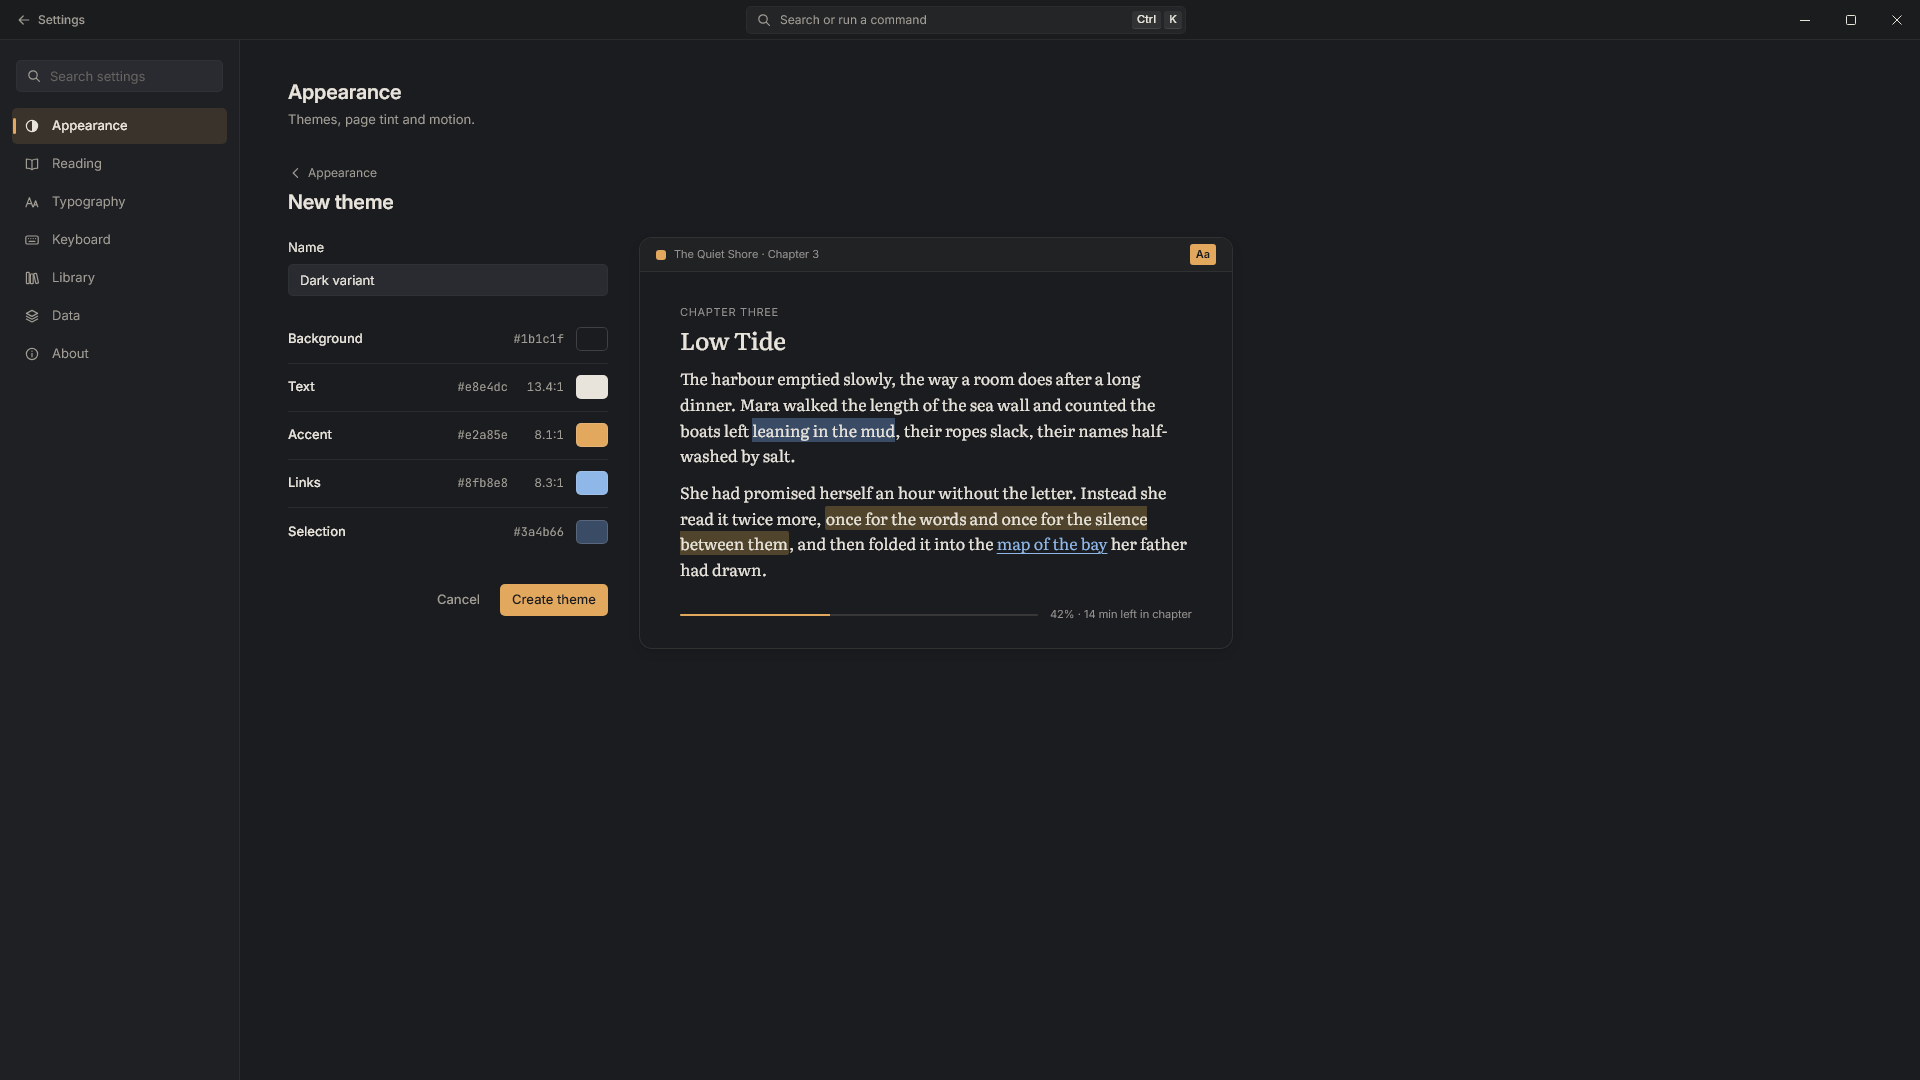 Settings
Search or run a command
Ctrl K
Search settings
Appearance
Reading
Typography
Keyboard
Library
Data
About
Appearance
Themes, page tint and motion.
Appearance
New theme
Name
Dark variant
Background #1b1c1f
Text #e8e4dc 13.4:1
Accent #e2a85e 8.1:1
Links #8fb8e8 8.3:1
Selection #3a4b66
Cancel
Create theme
The Quiet Shore · Chapter 3
Aa
CHAPTER THREE
Low Tide
The harbour emptied slowly, the way a room does after a long
dinner. Mara walked the length of the sea wall and counted the
boats left leaning in the mud, their ropes slack, their names half-
washed by salt.
She had promised herself an hour without the letter. Instead she
read it twice more, once for the words and once for the silence
between them, and then folded it into the map of the bay her father
had drawn.
42% · 14 min left in chapter